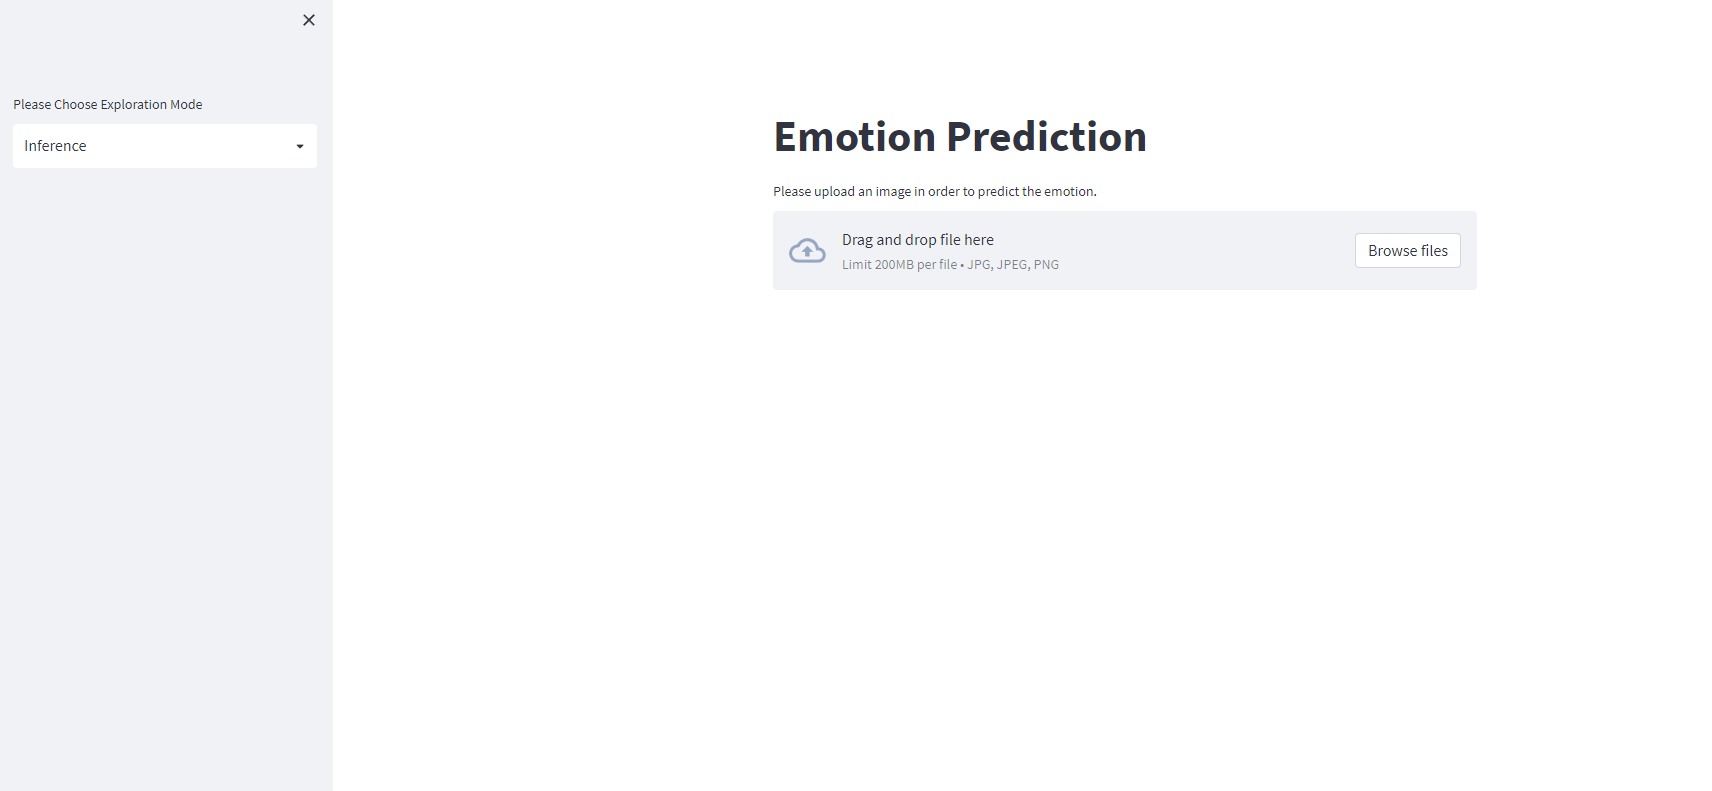 Please Choose Exploration Mode
Inference
Emotion Prediction
Please upload an image in order to predict the emotion.
Drag and drop file here
Limit 200MB per file • JPG, JPEG, PNG
Browse files